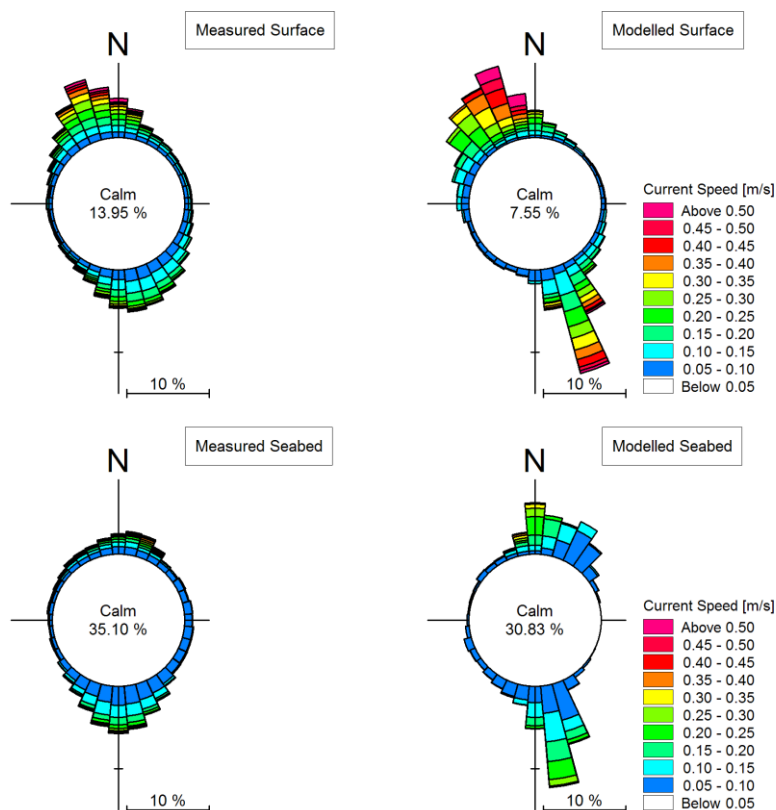 Measured Surface
N
Calm
13.95 %
10 %
Modelled Surface
N
Calm
7.55 %
10 %
Current Speed [m/s]
Above 0.50
0.45 - 0.50
0.40 - 0.45
0.35 - 0.40
0.30 - 0.35
0.25 - 0.30
0.20 - 0.25
0.15 - 0.20
0.10 - 0.15
0.05 - 0.10
Below 0.05
Measured Seabed
N
Calm
35.10 %
10 %
Modelled Seabed
N
Calm
30.83 %
10 %
Current Speed [m/s]
Above 0.50
0.45 - 0.50
0.40 - 0.45
0.35 - 0.40
0.30 - 0.35
0.25 - 0.30
0.20 - 0.25
0.15 - 0.20
0.10 - 0.15
0.05 - 0.10
Below 0.05